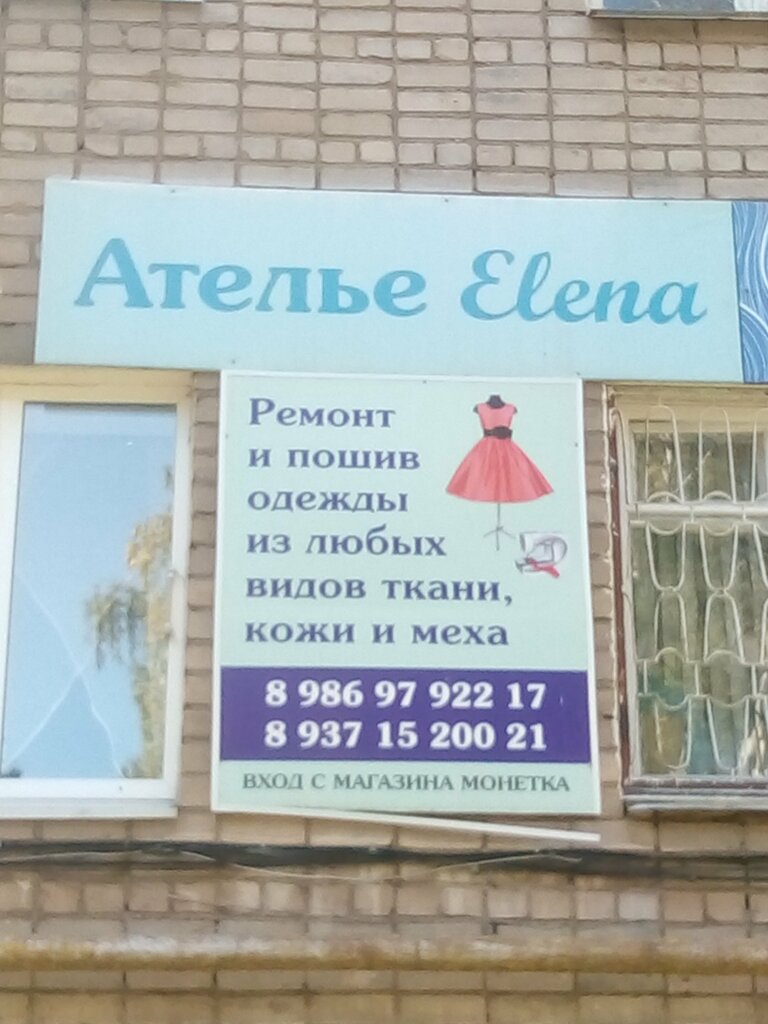 Ателье Elena
Ремонт
и пошив
одежды
из любых
видов ткани,
кожи и меха
8 986 97 922 17
8 937 15 200 21
ВХОД С МАГАЗИНА МОНЕТКА